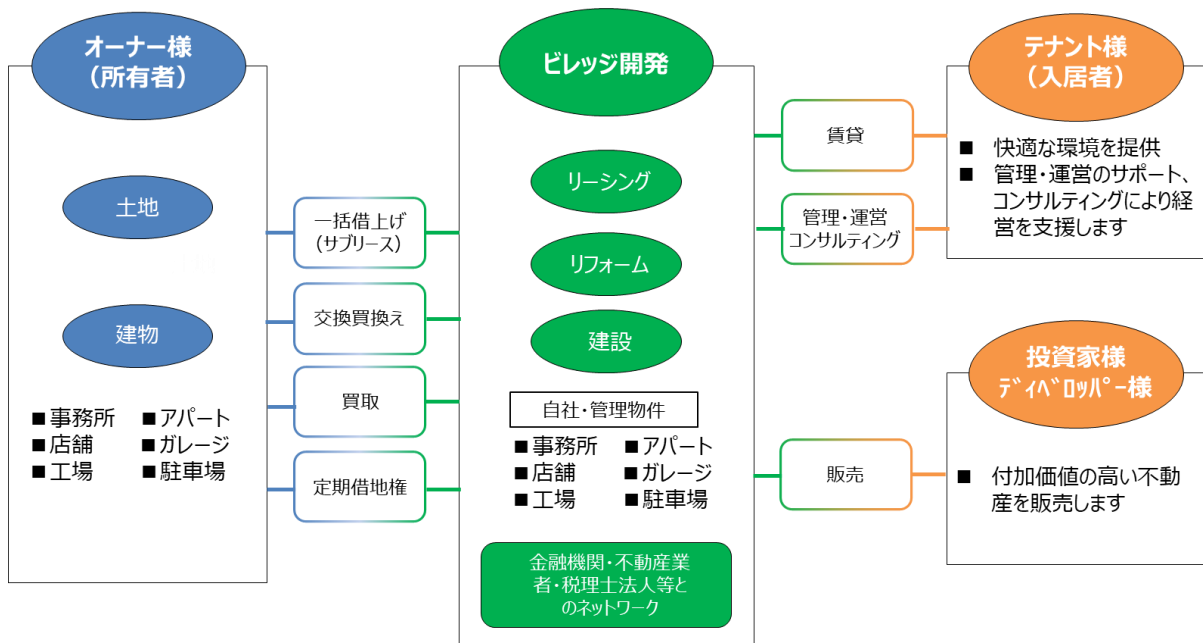 オーナー様
（所有者）
土地
建物
■事務所
■店舗
■工場
■アパート
■ガレージ
■駐車場
一括借上げ
（サブリース）
交換買換え
買取
定期借地権
ビレッジ開発
リーシング
リフォーム
建設
自社・管理物件
■事務所
■店舗
■工場
■アパート
■ガレージ
■駐車場
金融機関・不動産業
者・税理士法人等と
のネットワーク
賃貸
管理・運営
コンサルティング
販売
テナント様
（入居者）
■ 快適な環境を提供
■ 管理・運営のサポート、
コンサルティングにより経
営を支援します
投資家様
ﾃﾞｨﾍﾞﾛｯﾊﾟｰ様
■ 付加価値の高い不動
産を販売します